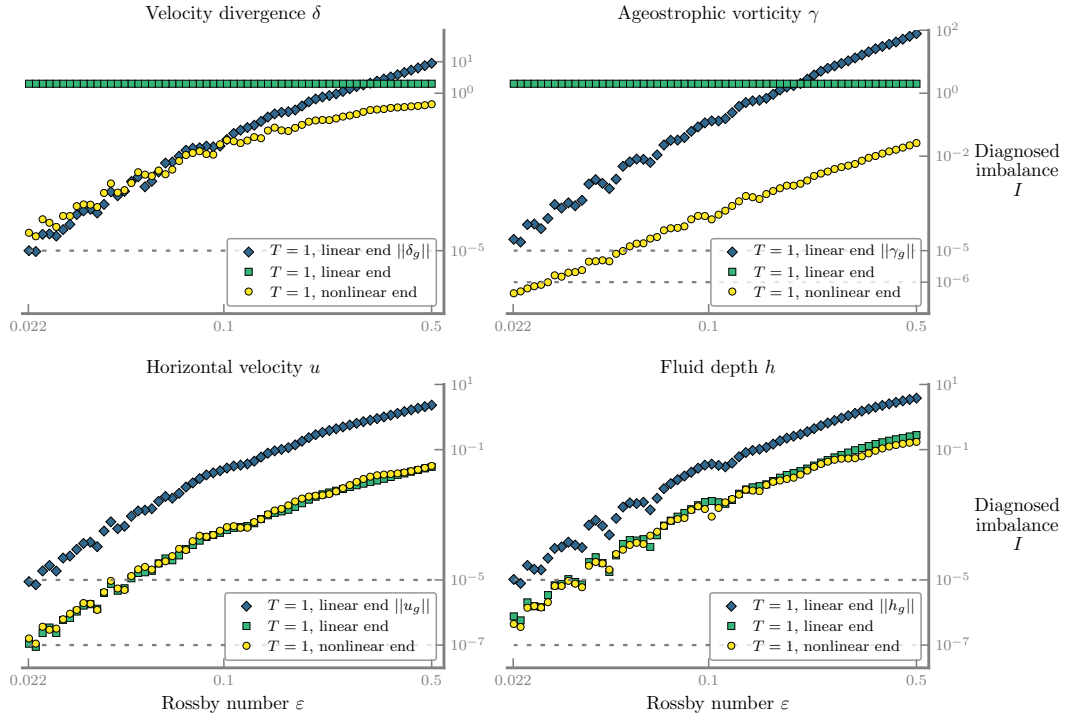 Velocity divergence δ
10¹
10⁰
10⁻⁵
T = 1, linear end ||δ_g||
T = 1, linear end
T = 1, nonlinear end
0.022
0.1
0.5
Ageostrophic vorticity γ
10²
10⁻²
10⁻⁵
10⁻⁶
T = 1, linear end ||γ_g||
T = 1, linear end
T = 1, nonlinear end
0.022
0.1
0.5
Diagnosed
imbalance
I
Horizontal velocity u
10¹
10⁻¹
10⁻⁵
10⁻⁷
T = 1, linear end ||u_g||
T = 1, linear end
T = 1, nonlinear end
0.022
0.1
0.5
Rossby number ε
Fluid depth h
10¹
10⁻¹
10⁻⁵
10⁻⁷
T = 1, linear end ||h_g||
T = 1, linear end
T = 1, nonlinear end
0.022
0.1
0.5
Rossby number ε
Diagnosed
imbalance
I